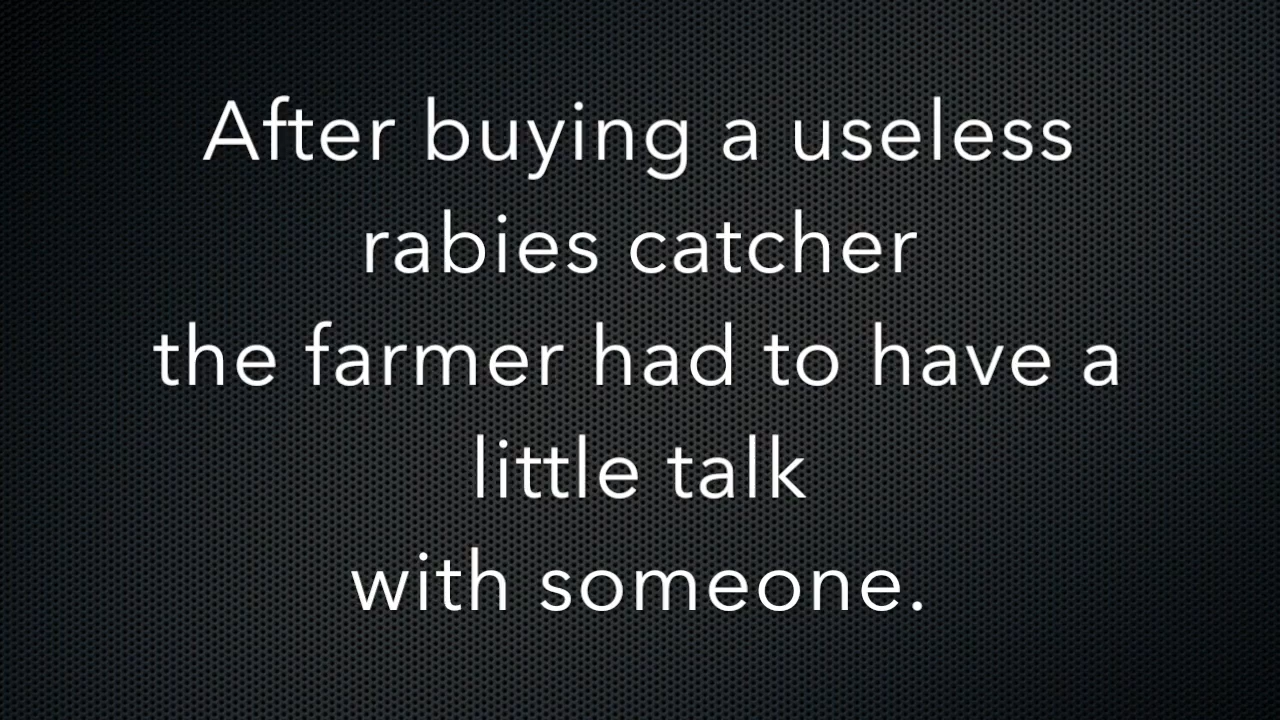 After buying a useless
rabies catcher
the farmer had to have a
little talk
with someone.